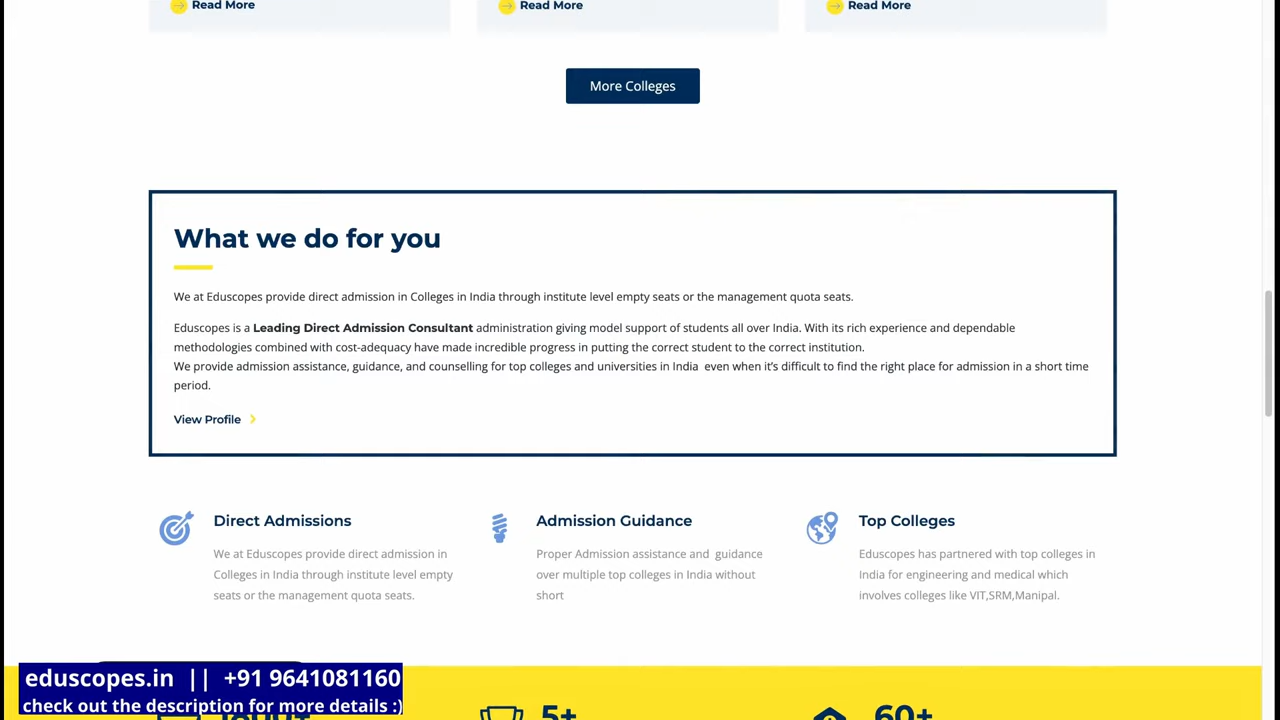 Read More Read More Read More
More Colleges
What we do for you
We at Eduscopes provide direct admission in Colleges in India through institute level empty seats or the management quota seats.
Eduscopes is a Leading Direct Admission Consultant administration giving model support of students all over India. With its rich experience and dependable
methodologies combined with cost-adequacy have made incredible progress in putting the correct student to the correct institution.
We provide admission assistance, guidance, and counselling for top colleges and universities in India even when it's difficult to find the right place for admission in a short time
period.
View Profile
Direct Admissions
We at Eduscopes provide direct admission in
Colleges in India through institute level empty
seats or the management quota seats.
Admission Guidance
Proper Admission assistance and guidance
over multiple top colleges in India without
short
Top Colleges
Eduscopes has partnered with top colleges in
India for engineering and medical which
involves colleges like VIT,SRM,Manipal.
eduscopes.in || +91 9641081160
check out the description for more details :)
5+
60+